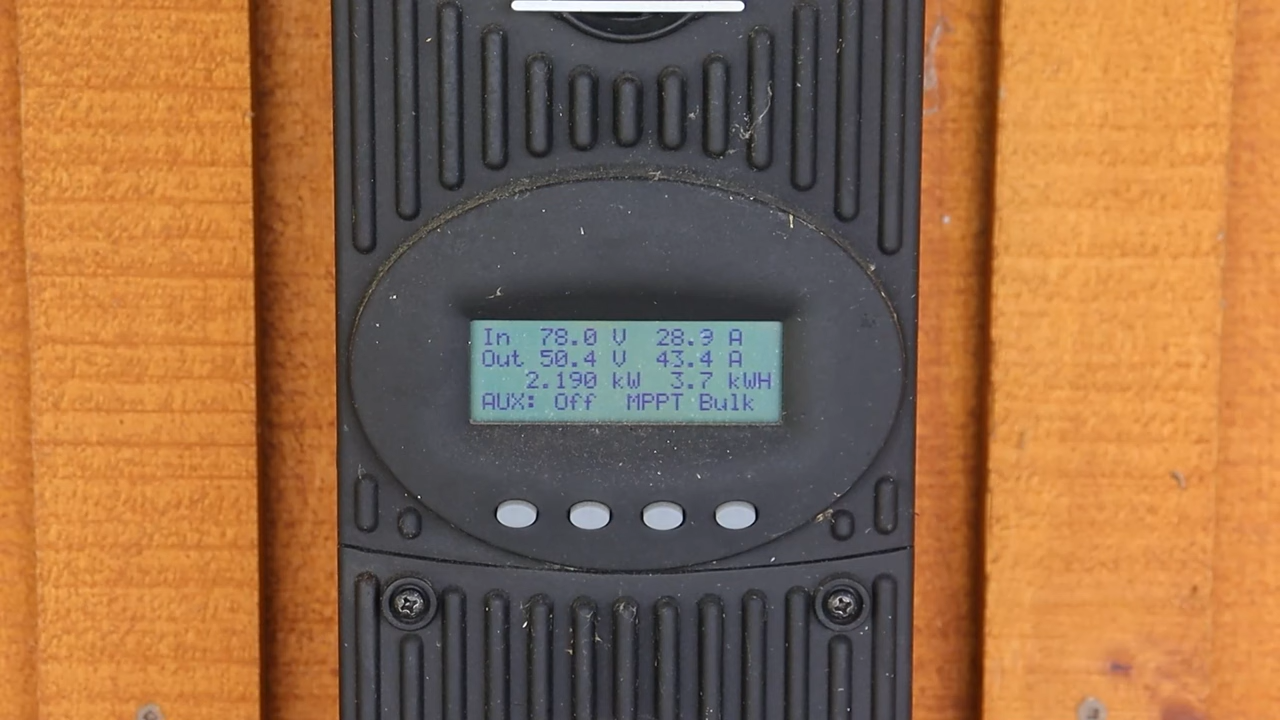 In 78.0 V 28.9 A
Out 50.4 V 43.4 A
2.190 kW 3.7 kWH
AUX: Off MPPT Bulk